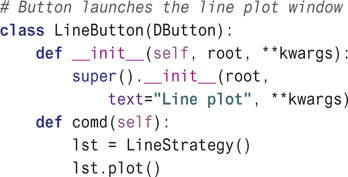 # Button launches the line plot window
class LineButton(DButton):
    def __init__(self, root, **kwargs):
        super().__init__(root,
            text="Line plot", **kwargs)
    def comd(self):
        lst = LineStrategy()
        lst.plot()